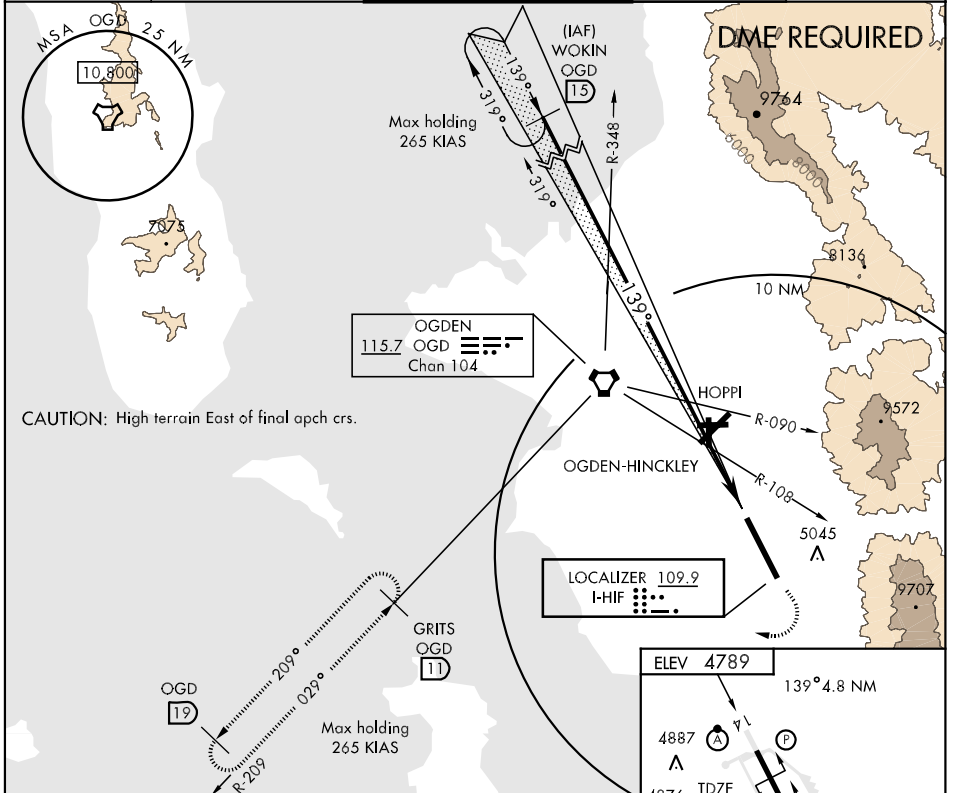 MSA OGD 25 NM
10,800
(IAF)
WOKIN
OGD
15
DME REQUIRED
139°
319°
Max holding
265 KIAS
R-348
319°
9764
6000
8000
7075
8136
10 NM
139°
OGDEN
115.7 OGD
Chan 104
HOPPI
9572
R-090
CAUTION: High terrain East of final apch crs.
OGDEN-HINCKLEY
R-108
5045
LOCALIZER 109.9
I-HIF
9707
GRITS
OGD
11
209°
029°
OGD
19
Max holding
265 KIAS
R-209
ELEV 4789
139° 4.8 NM
14
4887
A
P
TDZE